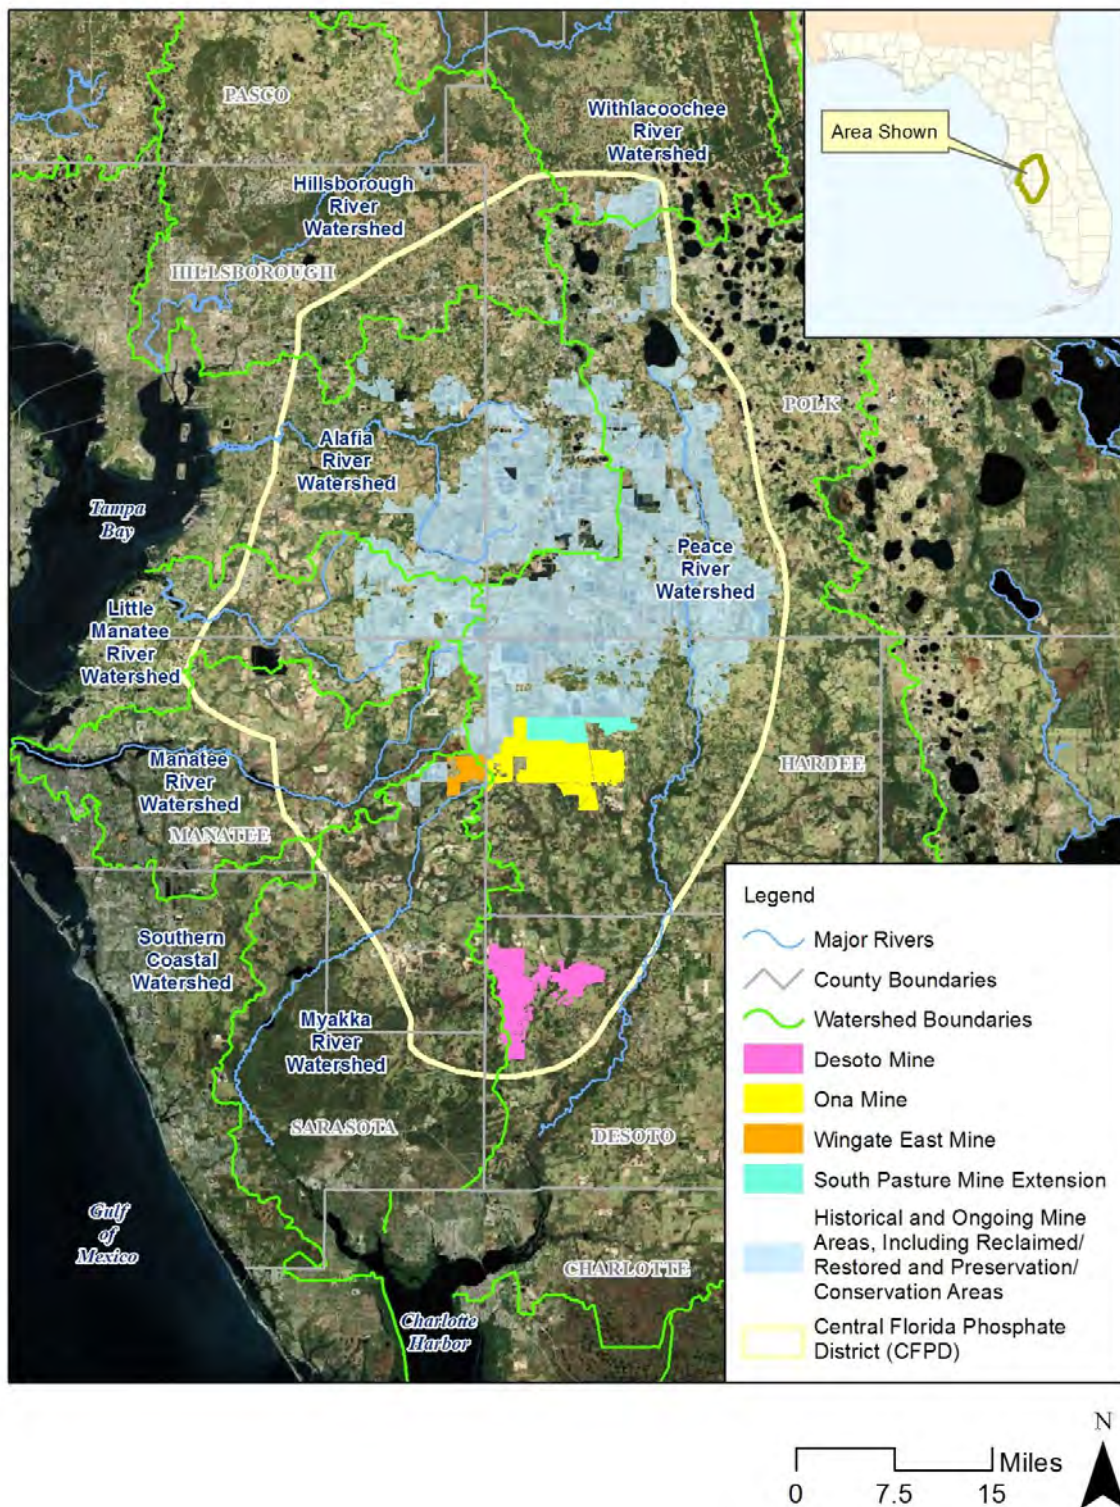 PASCO
Withlacoochee
River
Watershed
Area Shown
Hillsborough
River
Watershed
HILLSBOROUGH
POLK
Alafia
River
Watershed
Tampa
Bay
Peace
River
Watershed
Little
Manatee
River
Watershed
Manatee
River
Watershed
HARDEE
MANATEE
Southern
Coastal
Watershed
Myakka
River
Watershed
SARASOTA
DESOTO
Gulf
of
Mexico
CHARLOTTE
Charlotte
Harbor
Legend
Major Rivers
County Boundaries
Watershed Boundaries
Desoto Mine
Ona Mine
Wingate East Mine
South Pasture Mine Extension
Historical and Ongoing Mine
Areas, Including Reclaimed/
Restored and Preservation/
Conservation Areas
Central Florida Phosphate
District (CFPD)
N
Miles
0 7.5 15